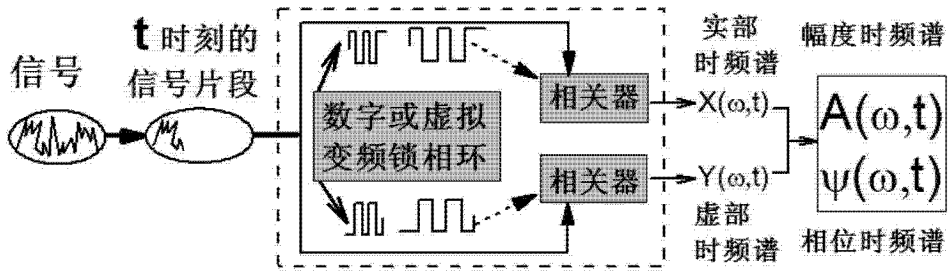 信号
t 时刻的
信号片段
数字或虚拟
变频锁相环
相关器
相关器
实部
时频谱
X(ω,t)
Y(ω,t)
虚部
时频谱
幅度时频谱
A(ω,t)
ψ(ω,t)
相位时频谱